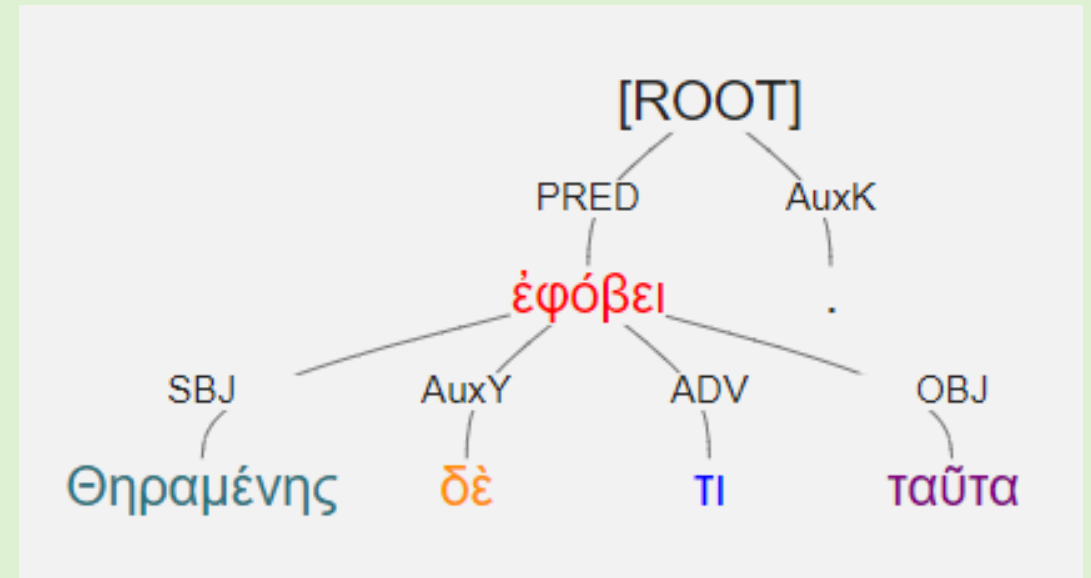 [ROOT]
PRED AuxK
ἐφόβει .
SBJ AuxY ADV OBJ
Θηραμένης δὲ τι ταῦτα